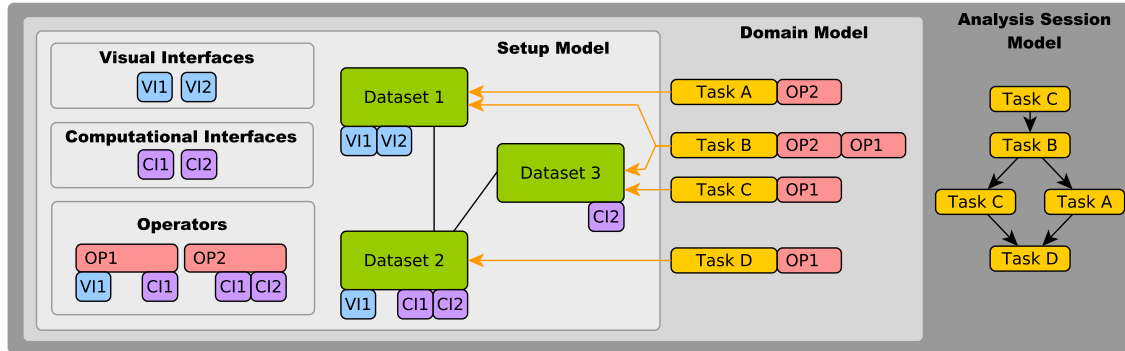 Visual Interfaces
VI1 VI2
Computational Interfaces
CI1 CI2
Operators
OP1 OP2
VI1 CI1 CI1 CI2
Setup Model
Dataset 1
VI1 VI2
Dataset 3
CI2
Dataset 2
VI1 CI1 CI2
Domain Model
Task A OP2
Task B OP2 OP1
Task C OP1
Task D OP1
Analysis Session
Model
Task C
Task B
Task C Task A
Task D